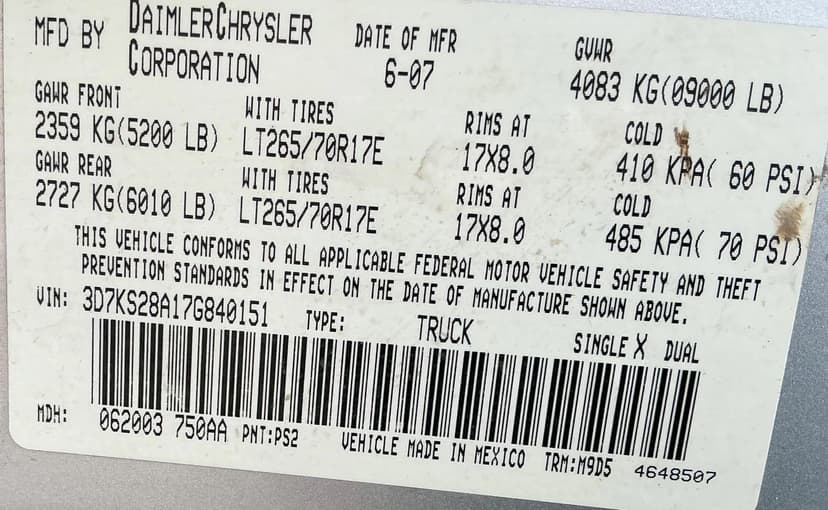 MFD BY DAIMLERCHRYSLER CORPORATION DATE OF MFR 6-07 GVWR 4083 KG(09000 LB)
GAWR FRONT WITH TIRES RIMS AT COLD
2359 KG(5200 LB) LT265/70R17E 17X8.0 410 KPA( 60 PSI)
GAWR REAR WITH TIRES RIMS AT COLD
2727 KG(6010 LB) LT265/70R17E 17X8.0 485 KPA( 70 PSI)
THIS VEHICLE CONFORMS TO ALL APPLICABLE FEDERAL MOTOR VEHICLE SAFETY AND THEFT
PREVENTION STANDARDS IN EFFECT ON THE DATE OF MANUFACTURE SHOWN ABOVE.
VIN: 3D7KS28A17G840151 TYPE: TRUCK SINGLE X DUAL
MDH: 062003 750AA PNT:PS2 VEHICLE MADE IN MEXICO TRM:M9D5 4648507